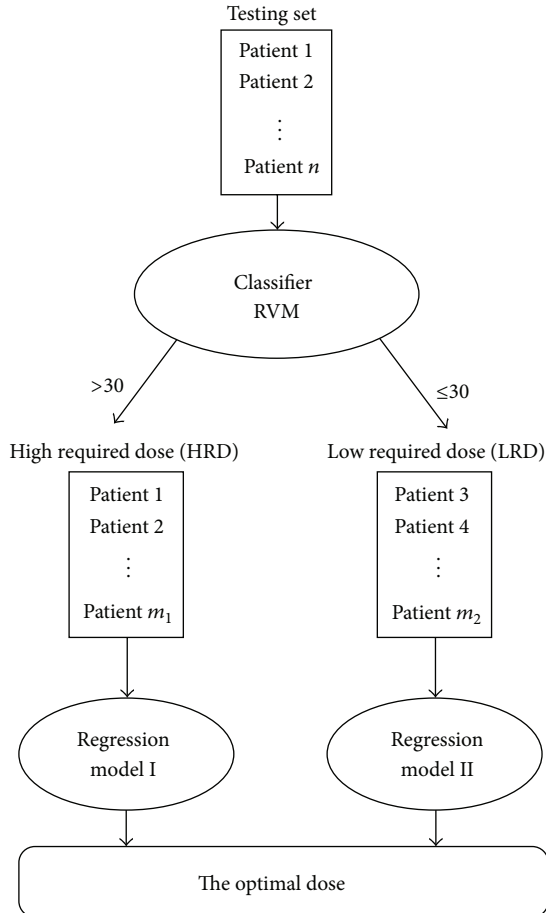 Testing set
Patient 1
Patient 2
⋮
Patient n
Classifier
RVM
>30
≤30
High required dose (HRD)
Low required dose (LRD)
Patient 1
Patient 2
⋮
Patient m₁
Patient 3
Patient 4
⋮
Patient m₂
Regression
model I
Regression
model II
The optimal dose